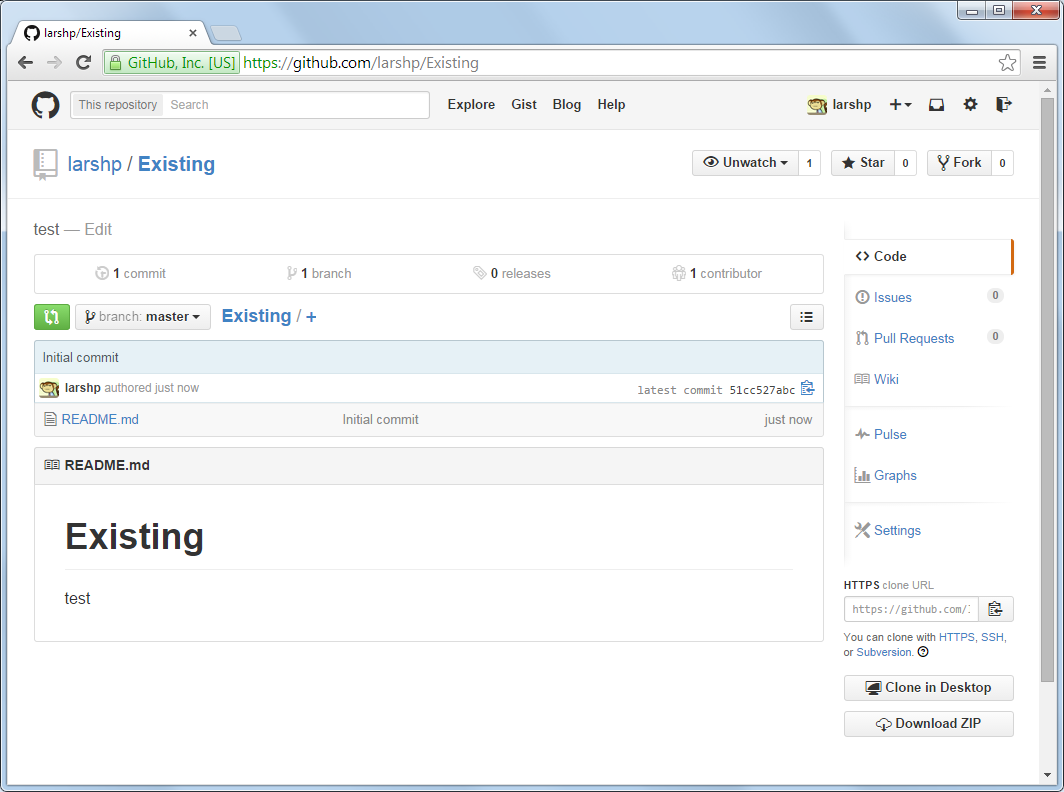 larshp/Existing
GitHub, Inc. [US] https://github.com/larshp/Existing
This repository Search Explore Gist Blog Help larshp
larshp / Existing Unwatch 1 Star 0 Fork 0
test — Edit
1 commit 1 branch 0 releases 1 contributor
branch: master Existing / +
Initial commit
larshp authored just now latest commit 51cc527abc
README.md Initial commit just now
README.md
Existing
test
Code
Issues 0
Pull Requests 0
Wiki
Pulse
Graphs
Settings
HTTPS clone URL
https://github.com/
You can clone with HTTPS, SSH,
or Subversion.
Clone in Desktop
Download ZIP